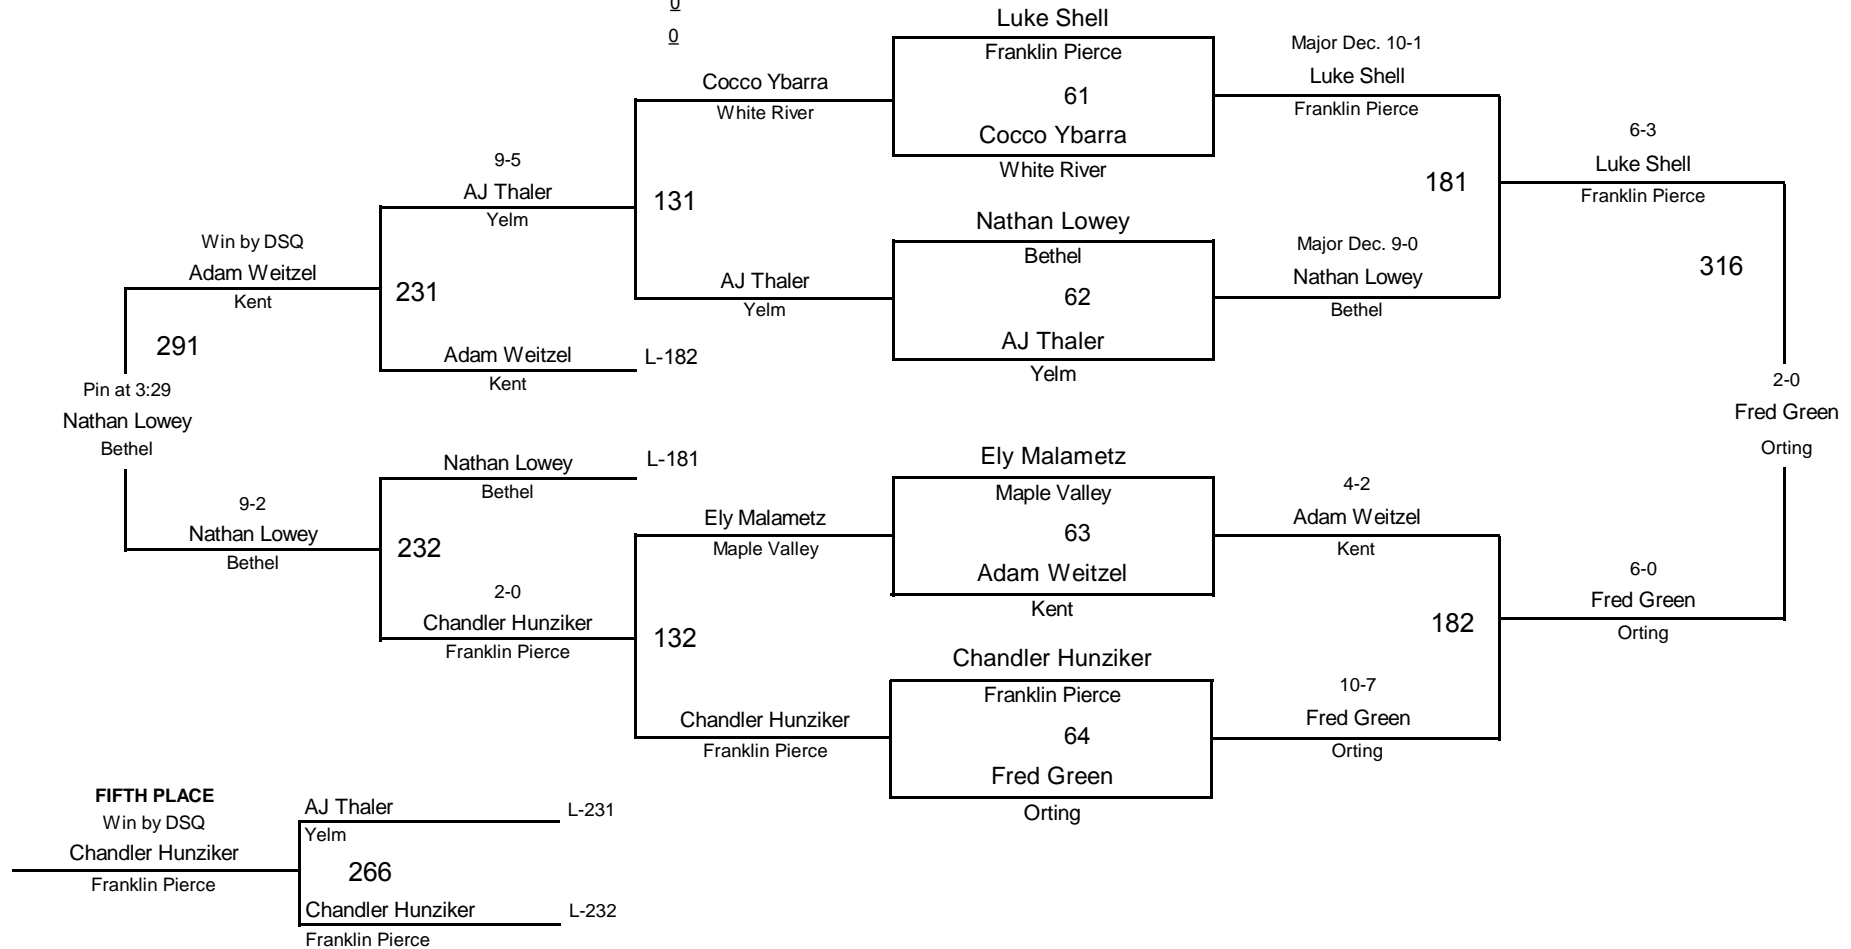 0
0
Luke Shell
Franklin Pierce
61
Cocco Ybarra
White River
Major Dec. 10-1
Luke Shell
Franklin Pierce
Cocco Ybarra
White River
131
9-5
AJ Thaler
Yelm
181
6-3
Luke Shell
Franklin Pierce
Nathan Lowey
Bethel
62
AJ Thaler
Yelm
Major Dec. 9-0
Nathan Lowey
Bethel
AJ Thaler
Yelm
Win by DSQ
Adam Weitzel
Kent
231
Adam Weitzel
Kent
L-182
291
316
Pin at 3:29
Nathan Lowey
Bethel
2-0
Fred Green
Orting
Nathan Lowey
Bethel
L-181
9-2
Nathan Lowey
Bethel
232
2-0
Chandler Hunziker
Franklin Pierce
Ely Malametz
Maple Valley
132
Chandler Hunziker
Franklin Pierce
Ely Malametz
Maple Valley
63
Adam Weitzel
Kent
4-2
Adam Weitzel
Kent
182
6-0
Fred Green
Orting
Chandler Hunziker
Franklin Pierce
64
Fred Green
Orting
10-7
Fred Green
Orting
FIFTH PLACE
Win by DSQ
Chandler Hunziker
Franklin Pierce
AJ Thaler
Yelm
L-231
266
Chandler Hunziker
Franklin Pierce
L-232